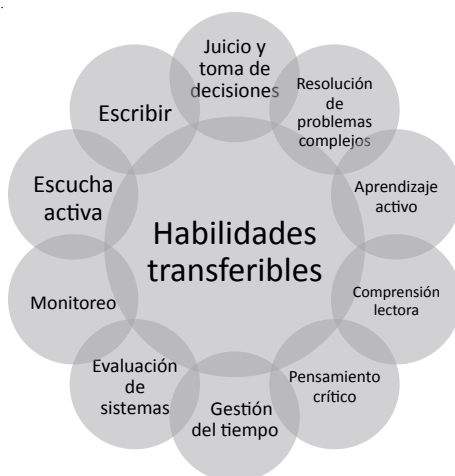 .
Juicio y
toma de
decisiones
Resolución
de
problemas
complejos
Aprendizaje
activo
Comprensión
lectora
Pensamiento
crítico
Gestión
del tiempo
Evaluación
de
sistemas
Monitoreo
Escucha
activa
Escribir
Habilidades
transferibles